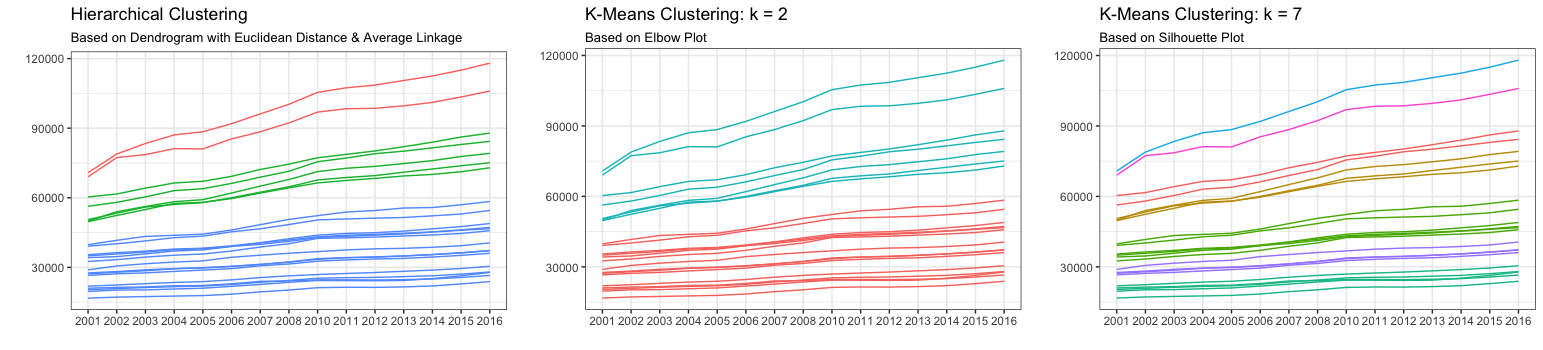 Hierarchical Clustering
Based on Dendrogram with Euclidean Distance & Average Linkage
120000
90000
60000
30000
2001 2002 2003 2004 2005 2006 2007 2008 2009 2010 2011 2012 2013 2014 2015 2016
K-Means Clustering: k = 2
Based on Elbow Plot
120000
90000
60000
30000
2001 2002 2003 2004 2005 2006 2007 2008 2009 2010 2011 2012 2013 2014 2015 2016
K-Means Clustering: k = 7
Based on Silhouette Plot
120000
90000
60000
30000
2001 2002 2003 2004 2005 2006 2007 2008 2009 2010 2011 2012 2013 2014 2015 2016